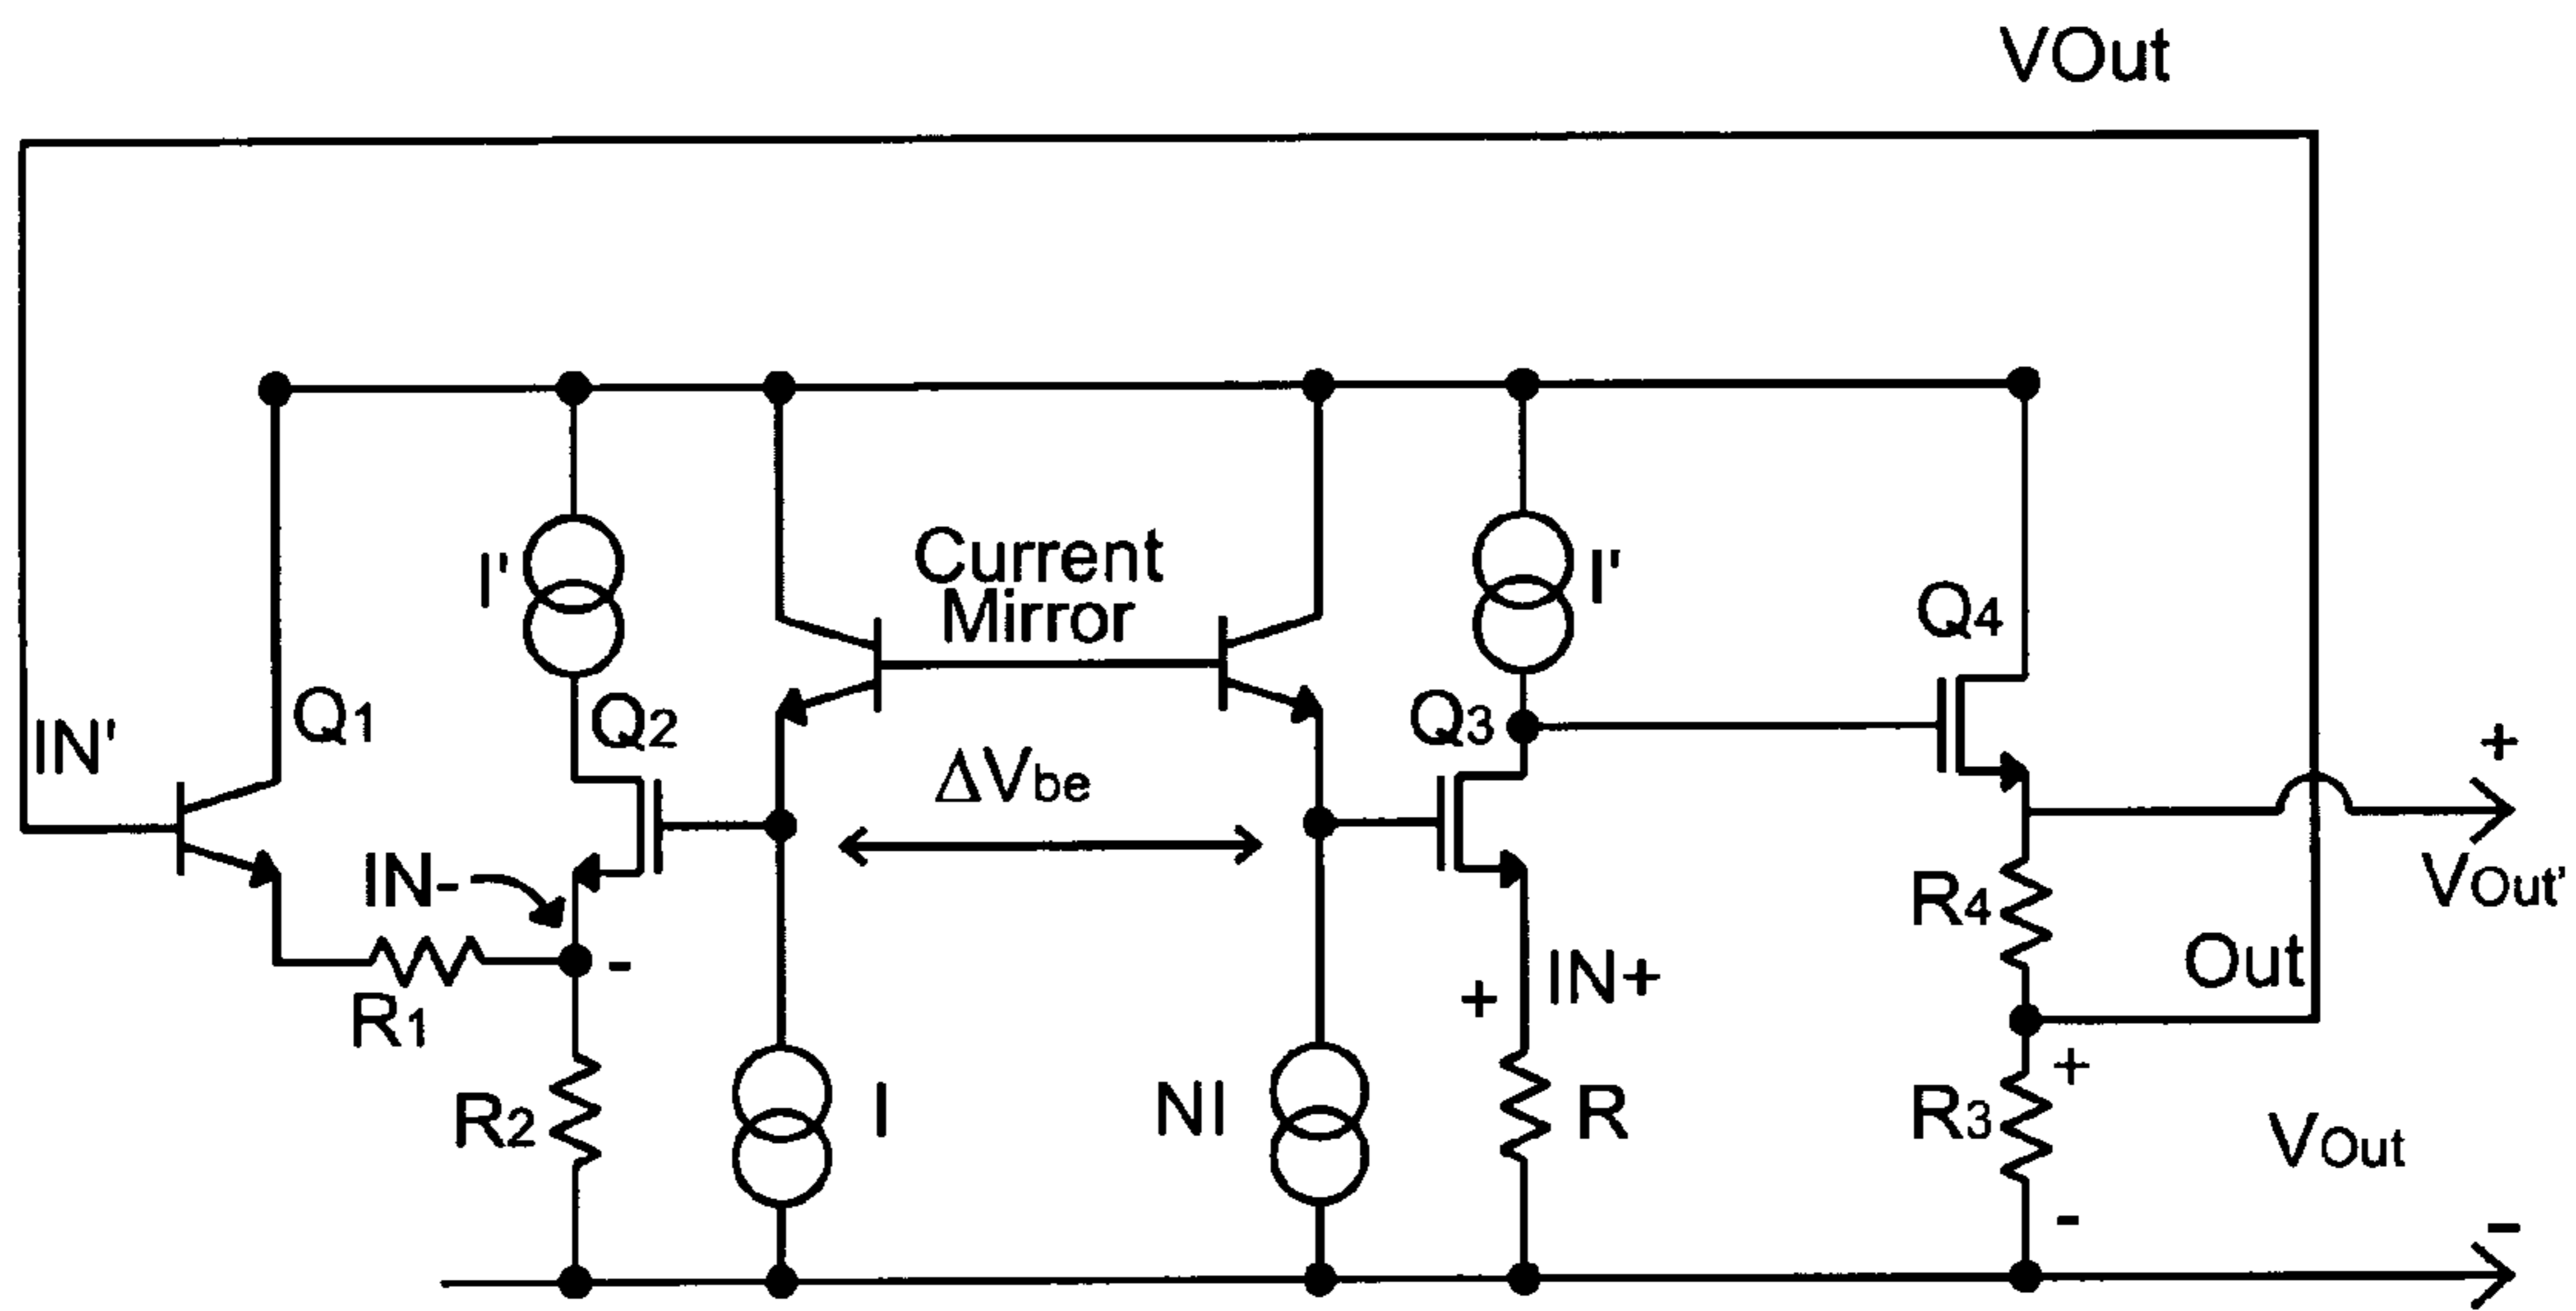 VOut
Current
Mirror
I'
I'
Q4
IN'
Q1
Q2
Q3
ΔVbe
+
VOut'
IN-
R4
Out
-
IN+
+
R1
+
R2
I
NI
R
R3
VOut
-
-